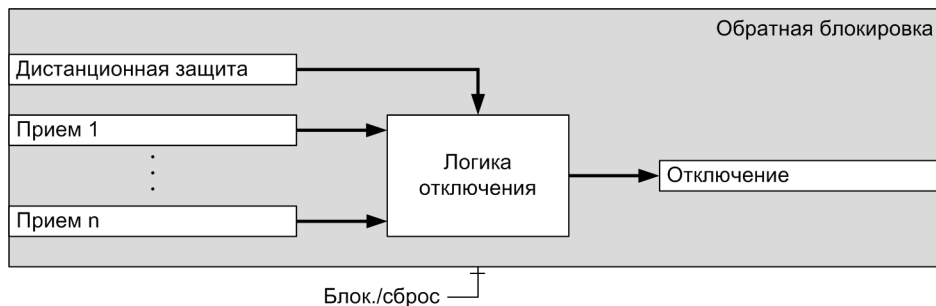 Обратная блокировка
Дистанционная защита
Прием 1
Логика
отключения
Отключение
Прием n
Блок./сброс